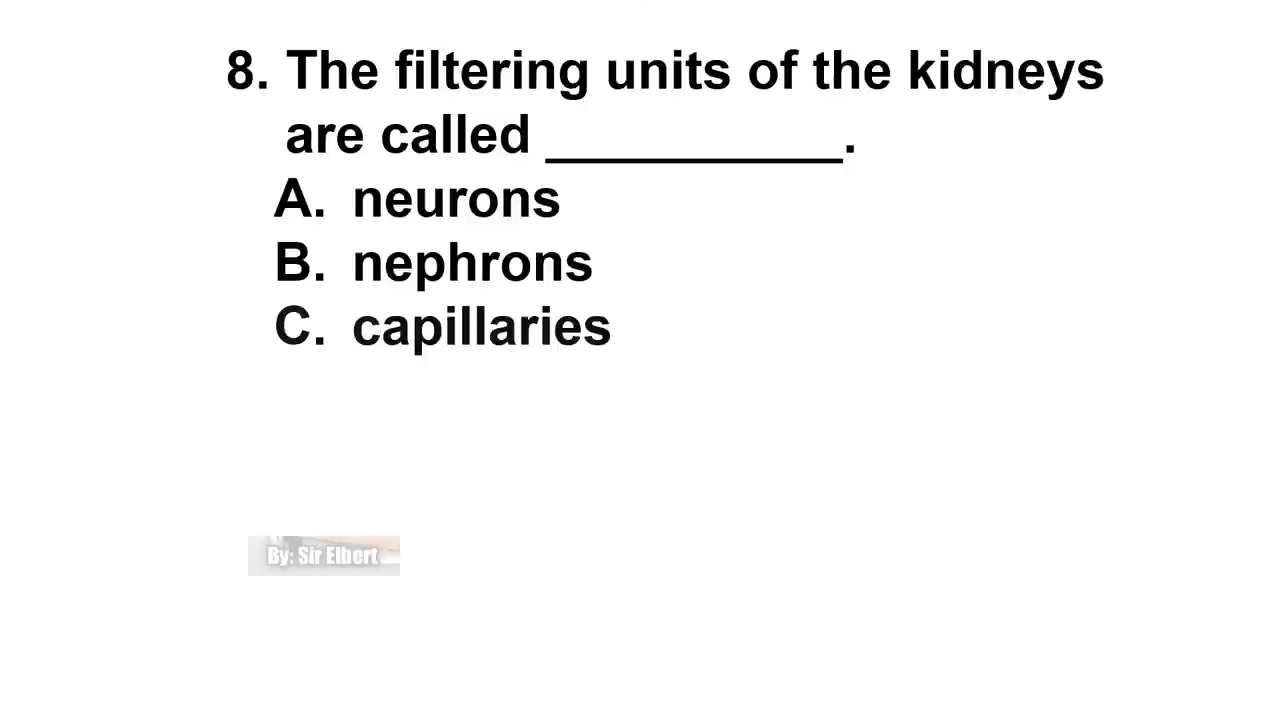 8. The filtering units of the kidneys
are called ___________.
A. neurons
B. nephrons
C. capillaries
By: Sir Elbert